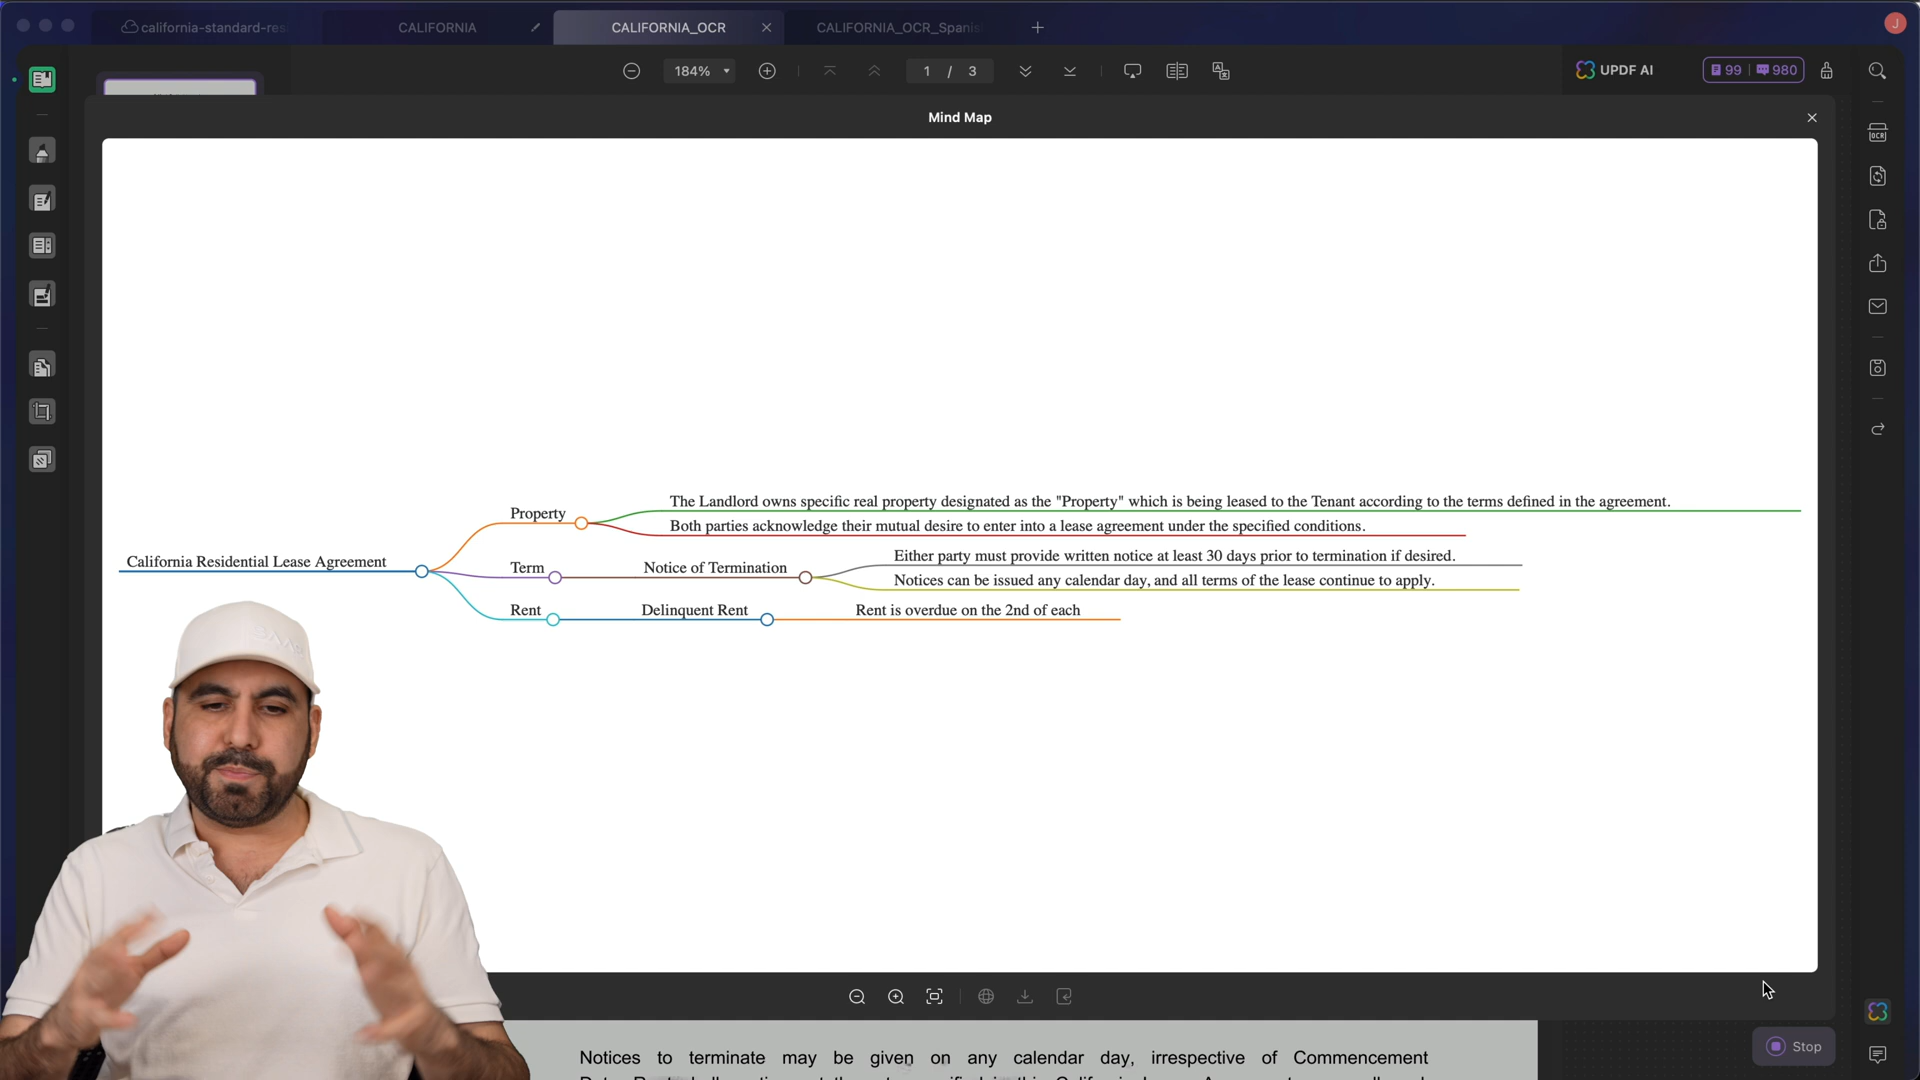 california-standard-res
CALIFORNIA
CALIFORNIA_OCR
CALIFORNIA_OCR_Spanis
J
184%
1 / 3
UPDF AI
99
980
OCR
Mind Map
The Landlord owns specific real property designated as the "Property" which is being leased to the Tenant according to the terms defined in the agreement.
Property
Both parties acknowledge their mutual desire to enter into a lease agreement under the specified conditions.
California Residential Lease Agreement
Either party must provide written notice at least 30 days prior to termination if desired.
Term
Notice of Termination
Notices can be issued any calendar day, and all terms of the lease continue to apply.
Rent
Delinquent Rent
Rent is overdue on the 2nd of each
Notices to terminate may be given on any calendar day, irrespective of Commencement
Stop